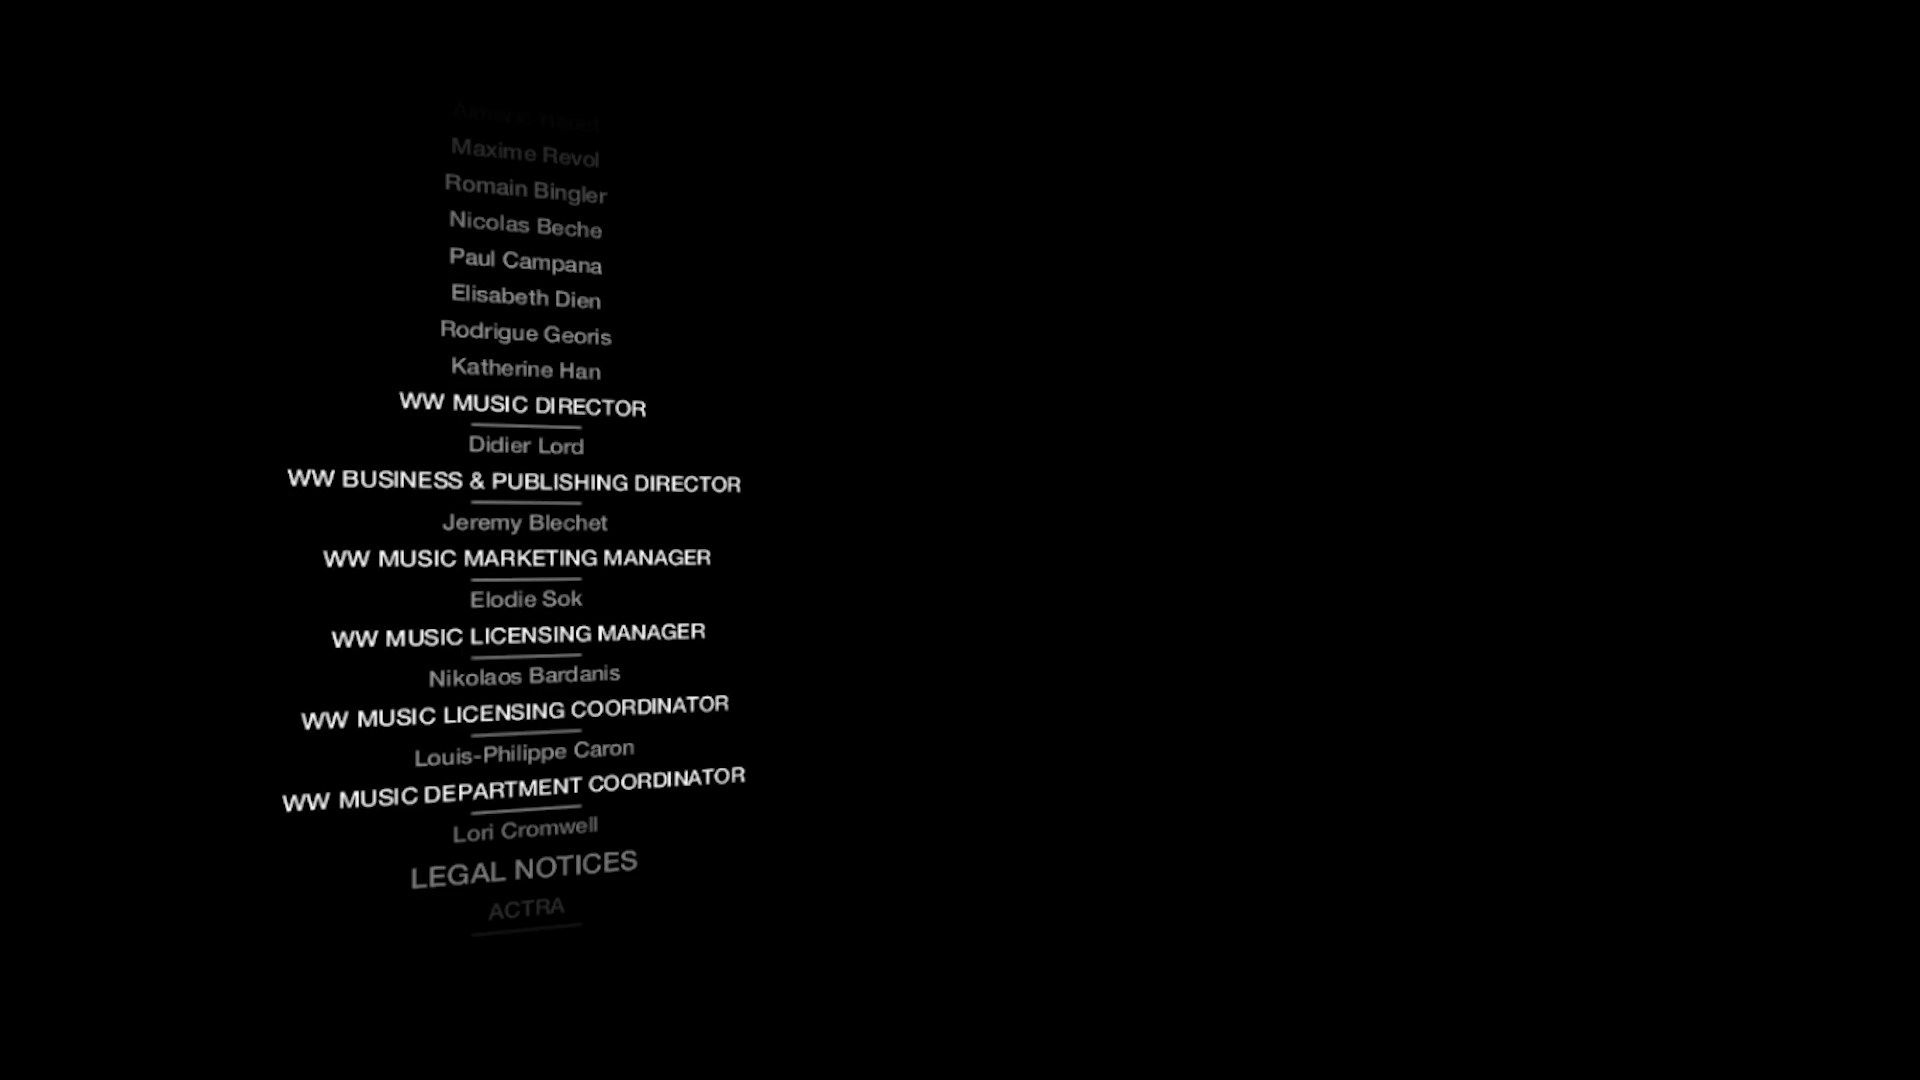 Maxime Revol
Romain Bingler
Nicolas Beche
Paul Campana
Elisabeth Dien
Rodrigue Georis
Katherine Han
WW MUSIC DIRECTOR
Didier Lord
WW BUSINESS & PUBLISHING DIRECTOR
Jeremy Blechet
WW MUSIC MARKETING MANAGER
Elodie Sok
WW MUSIC LICENSING MANAGER
Nikolaos Bardanis
WW MUSIC LICENSING COORDINATOR
Louis-Philippe Caron
WW MUSIC DEPARTMENT COORDINATOR
Lori Cromwell
LEGAL NOTICES
ACTRA